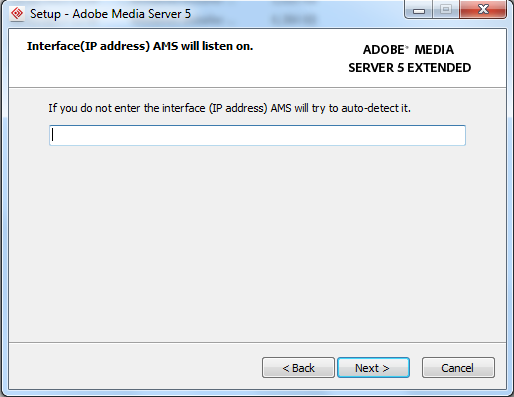 Setup - Adobe Media Server 5
Interface(IP address) AMS will listen on.
ADOBE® MEDIA
SERVER 5 EXTENDED
If you do not enter the interface (IP address) AMS will try to auto-detect it.
< Back
Next >
Cancel